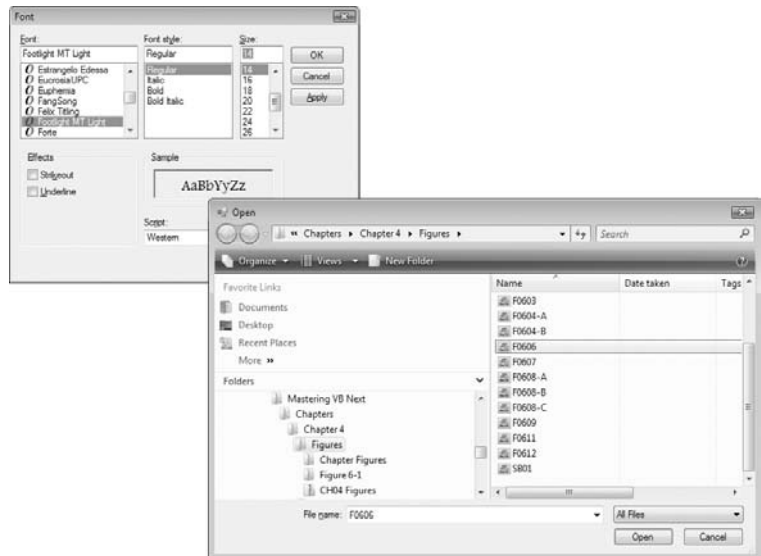 Font
Font:
Font style:
Size:
Footlight MT Light
Regular
14
OK
Estrangelo Edessa
EucrosiaUPC
Euphemia
FangSong
Felix Titling
Footlight MT Light
Forte
Regular
Italic
Bold
Bold Italic
14
16
18
20
22
24
26
Cancel
Apply
Effects
Strikeout
Underline
Sample
AaBbYyZz
Script:
Western
Open
Chapters
Chapter 4
Figures
Search
Organize
Views
New Folder
Favorite Links
Documents
Desktop
Recent Places
More »
Folders
Mastering VB Next
Chapters
Chapter 4
Figures
Chapter Figures
Figure 6-1
CH04 Figures
Name
Date taken
Tags
F0603
F0604-A
F0604-B
F0606
F0607
F0608-A
F0608-B
F0608-C
F0609
F0611
F0612
SB01
File name:
F0606
All Files
Open
Cancel